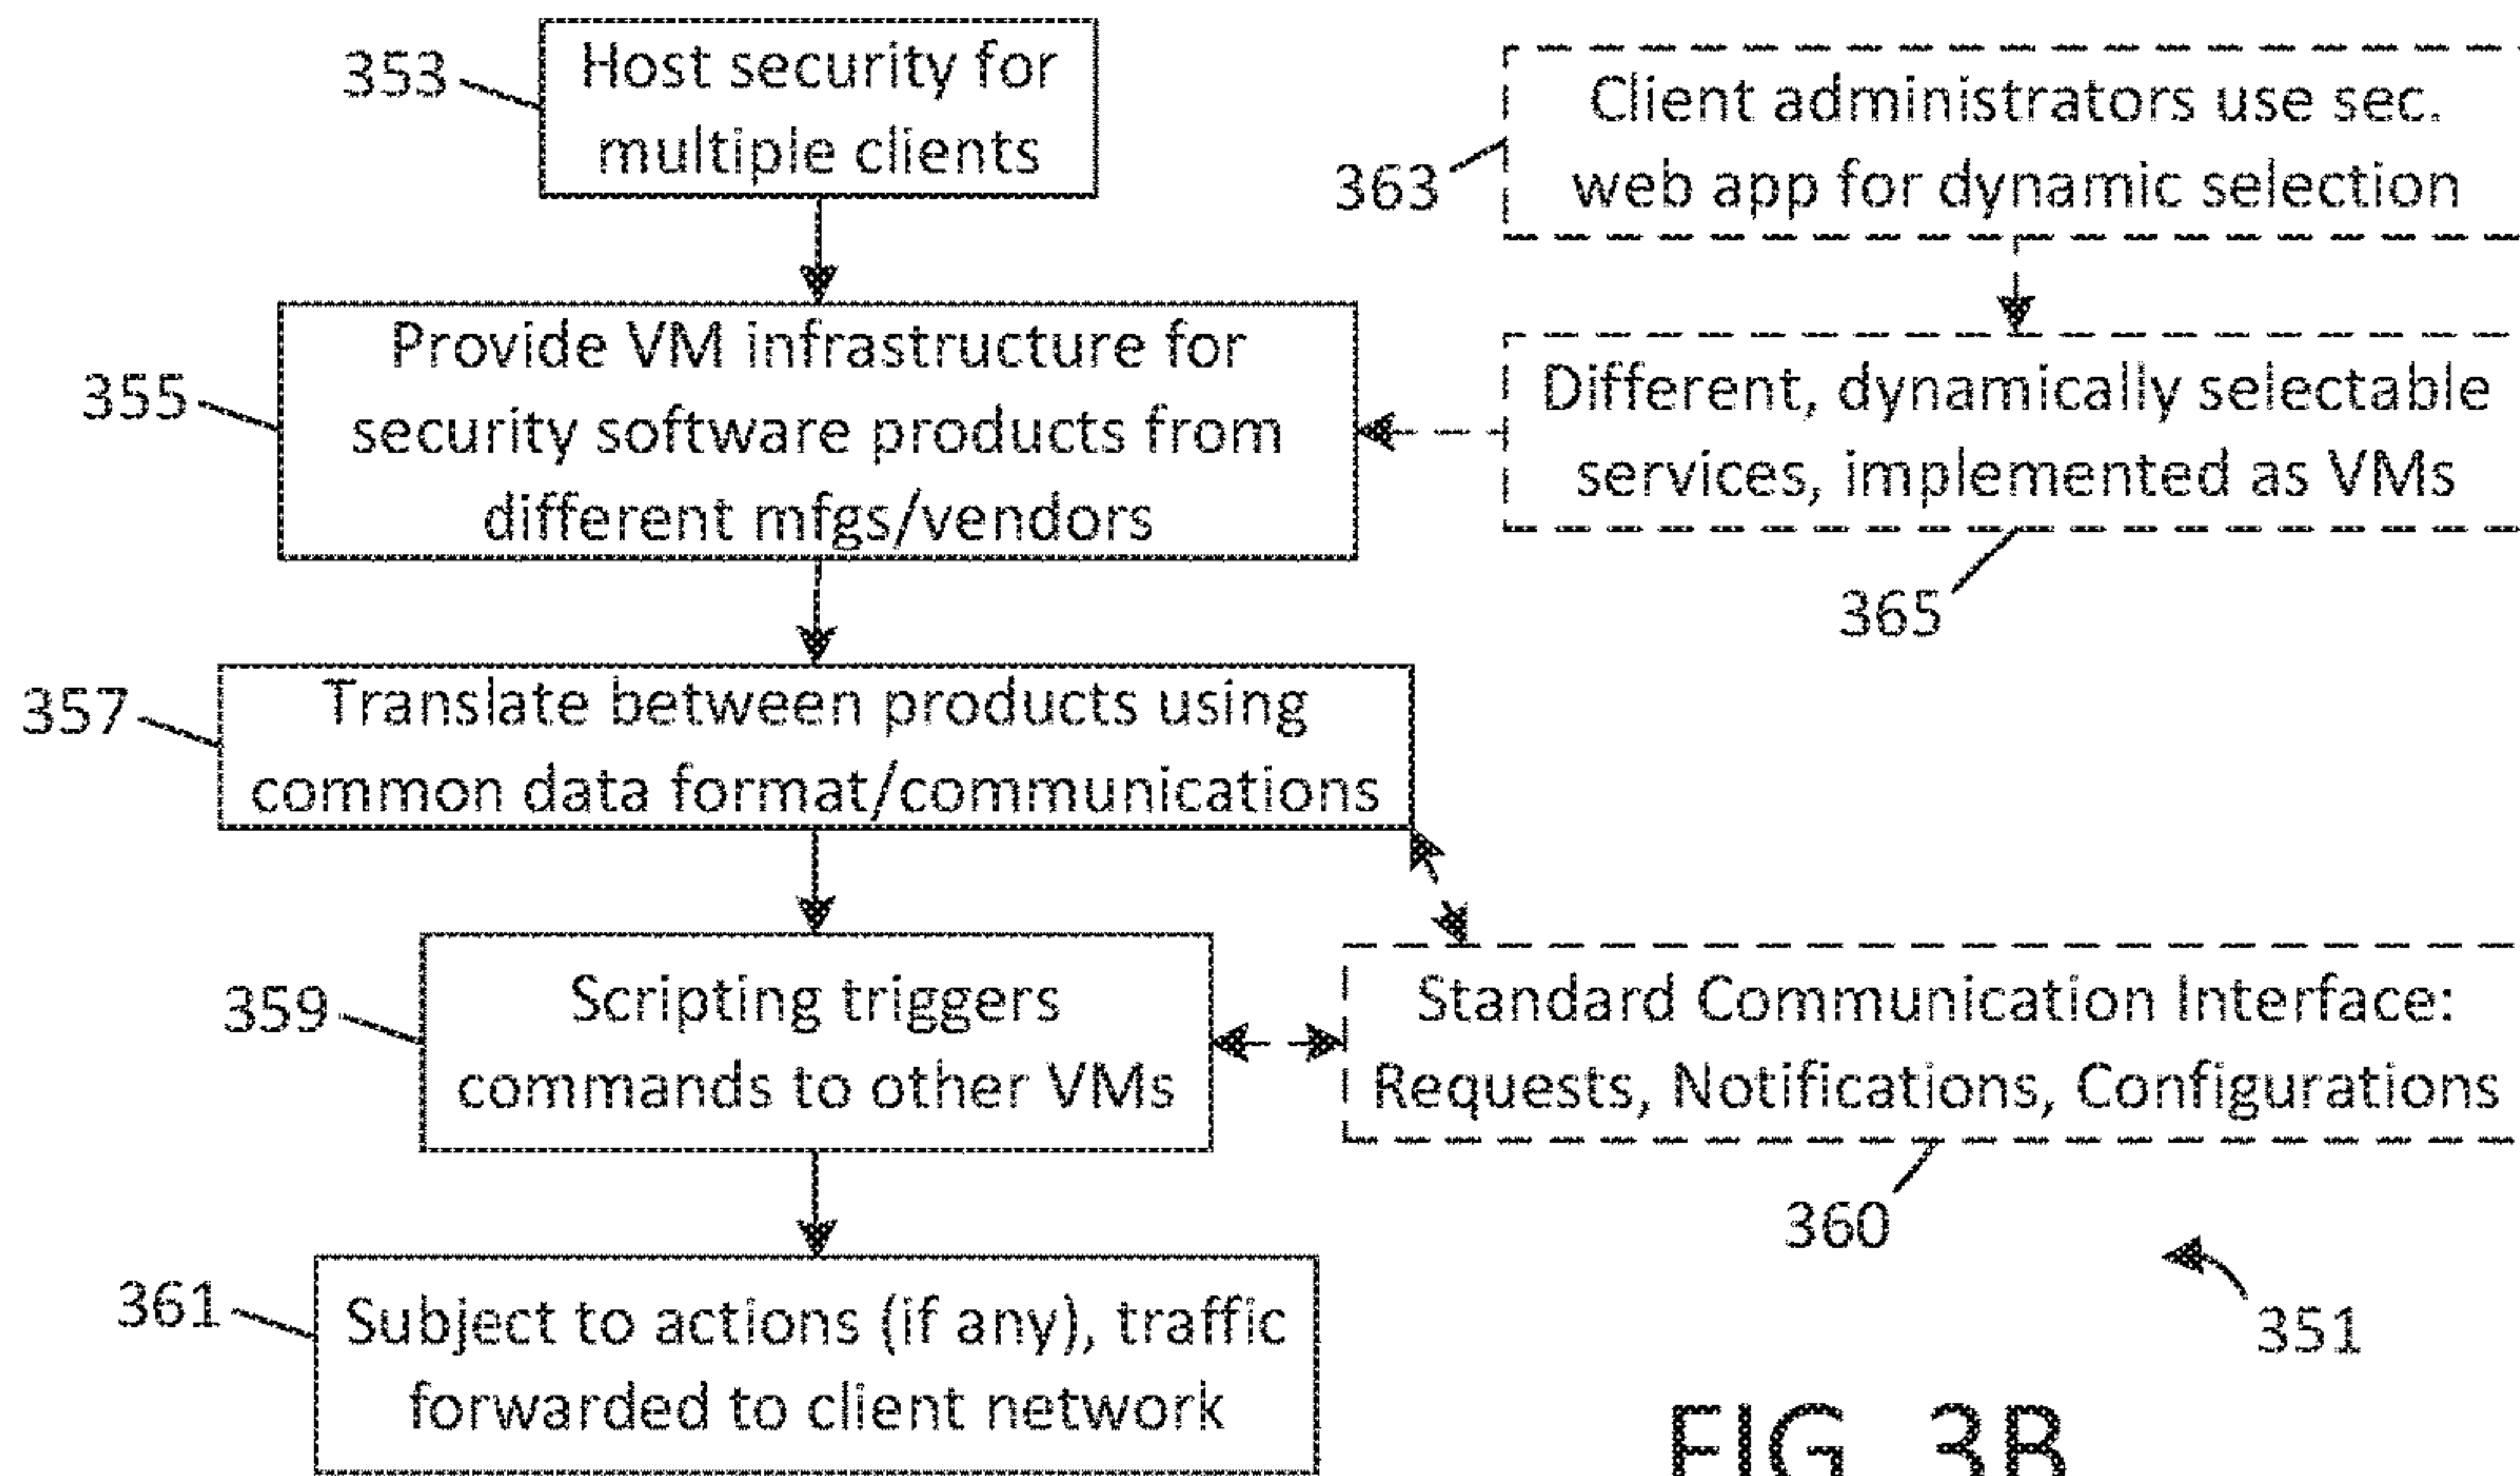 353
Host security for
multiple clients
363
Client administrators use sec.
web app for dynamic selection
355
Provide VM infrastructure for
security software products from
different mfgs/vendors
Different, dynamically selectable
services, implemented as VMs
365
357
Translate between products using
common data format/communications
359
Scripting triggers
commands to other VMs
Standard Communication Interface:
Requests, Notifications, Configurations
360
361
Subject to actions (if any), traffic
forwarded to client network
351
FIG. 3B